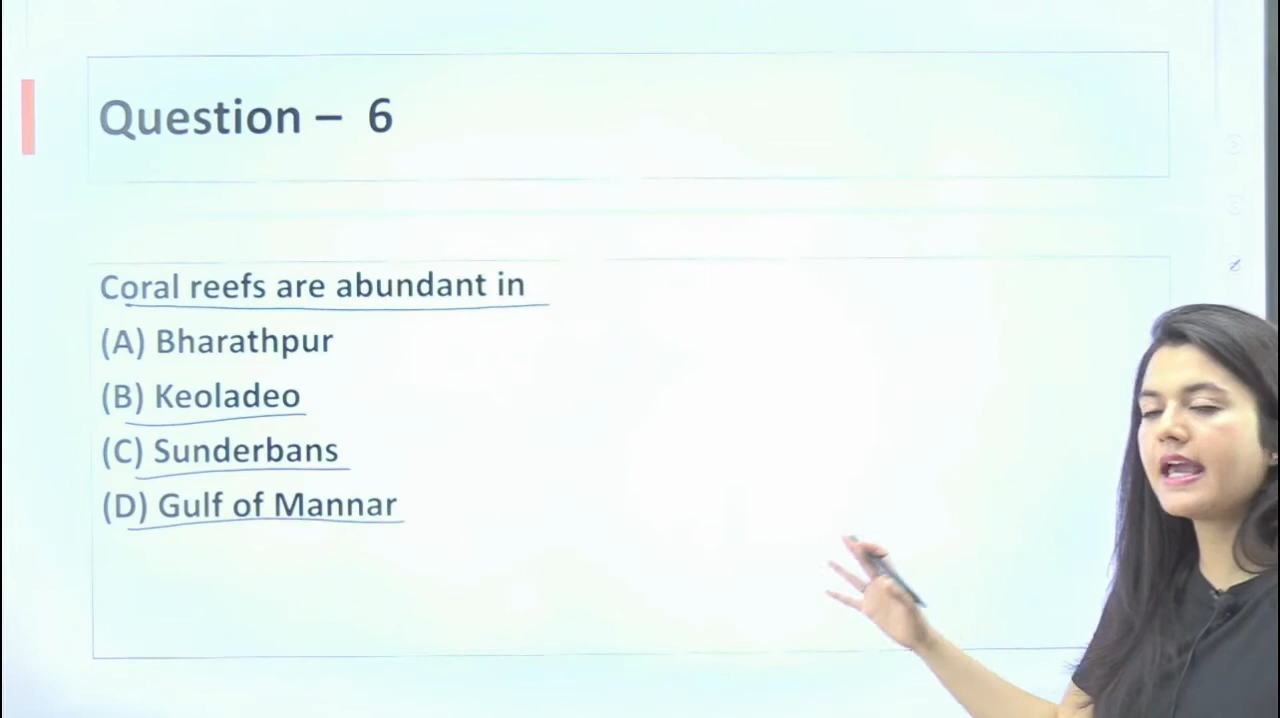 Question – 6
Coral reefs are abundant in
(A) Bharathpur
(B) Keoladeo
(C) Sunderbans
(D) Gulf of Mannar